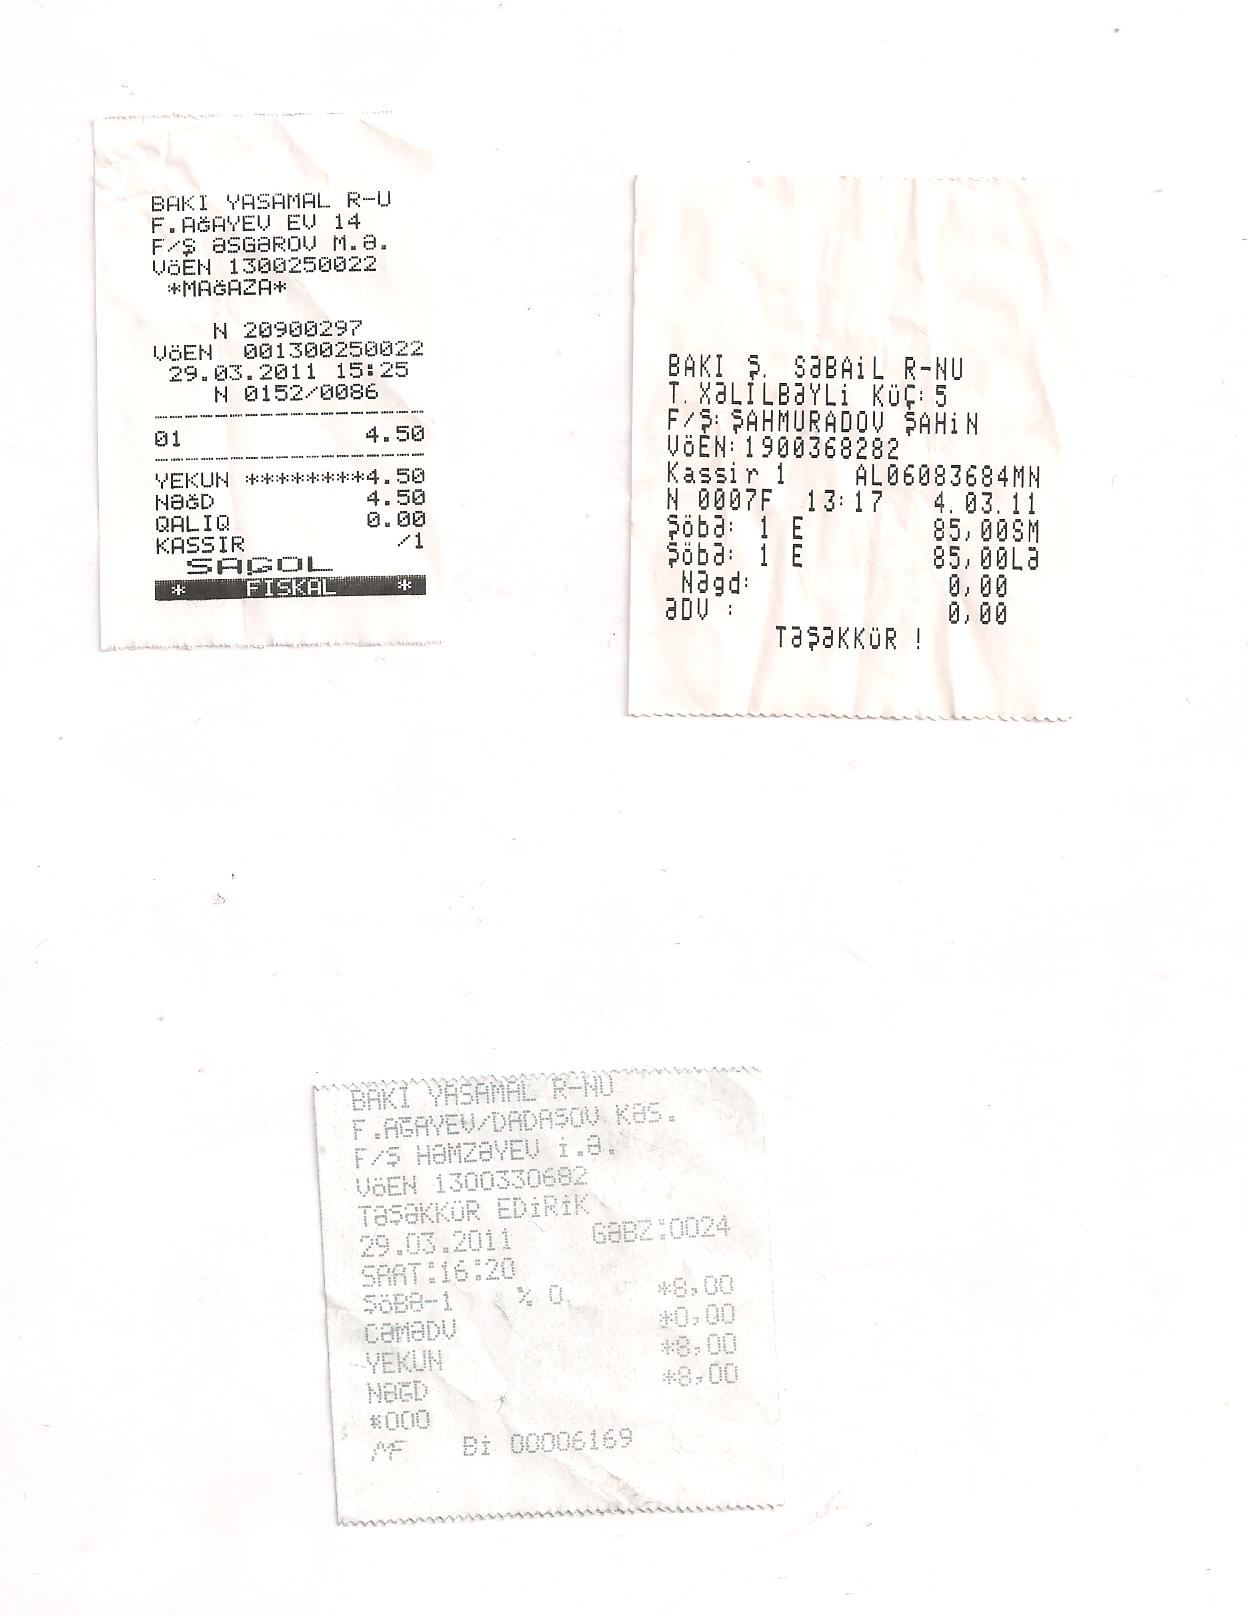 BAKI YASAMAL R-U
F.AĞAYEV EV 14
F/Ş ƏSGƏROV M.Ə.
VÖEN 1300250022
*MAĞAZA*
N 20900297
VÖEN 001300250022
29.03.2011 15:25
N 0152/0086
01 4.50
YEKUN ********4.50
NƏĞD 4.50
QALIQ 0.00
KASSIR /1
SAĞOL
* FISKAL *
BAKI Ş. SƏBAİL R-NU
T.XƏLİLBƏYLİ KÜÇ:5
F/Ş:ŞAHMURADOV ŞAHİN
VÖEN:1900368282
Kassir 1 AL06083684MN
N 0007F 13:17 4.03.11
Şöbə: 1 E 85,00SM
Şöbə: 1 E 85,00LƏ
Nəgd: 0,00
ƏDV : 0,00
TƏŞƏKKÜR !
BAKI YASAMAL R-NU
F.AĞAYEV/DADAŞOV KƏS.
F/Ş HƏMZƏYEV İ.Ə.
VÖEN 1300330682
TƏŞƏKKÜR EDİRİK
29.03.2011 GƏBZ:0024
SAAT:16:20
ŞÖBƏ-1 % 0 *8,00
CƏMƏDV *0,00
YEKUN *8,00
NƏĞD *8,00
*000
Bİ 00006169